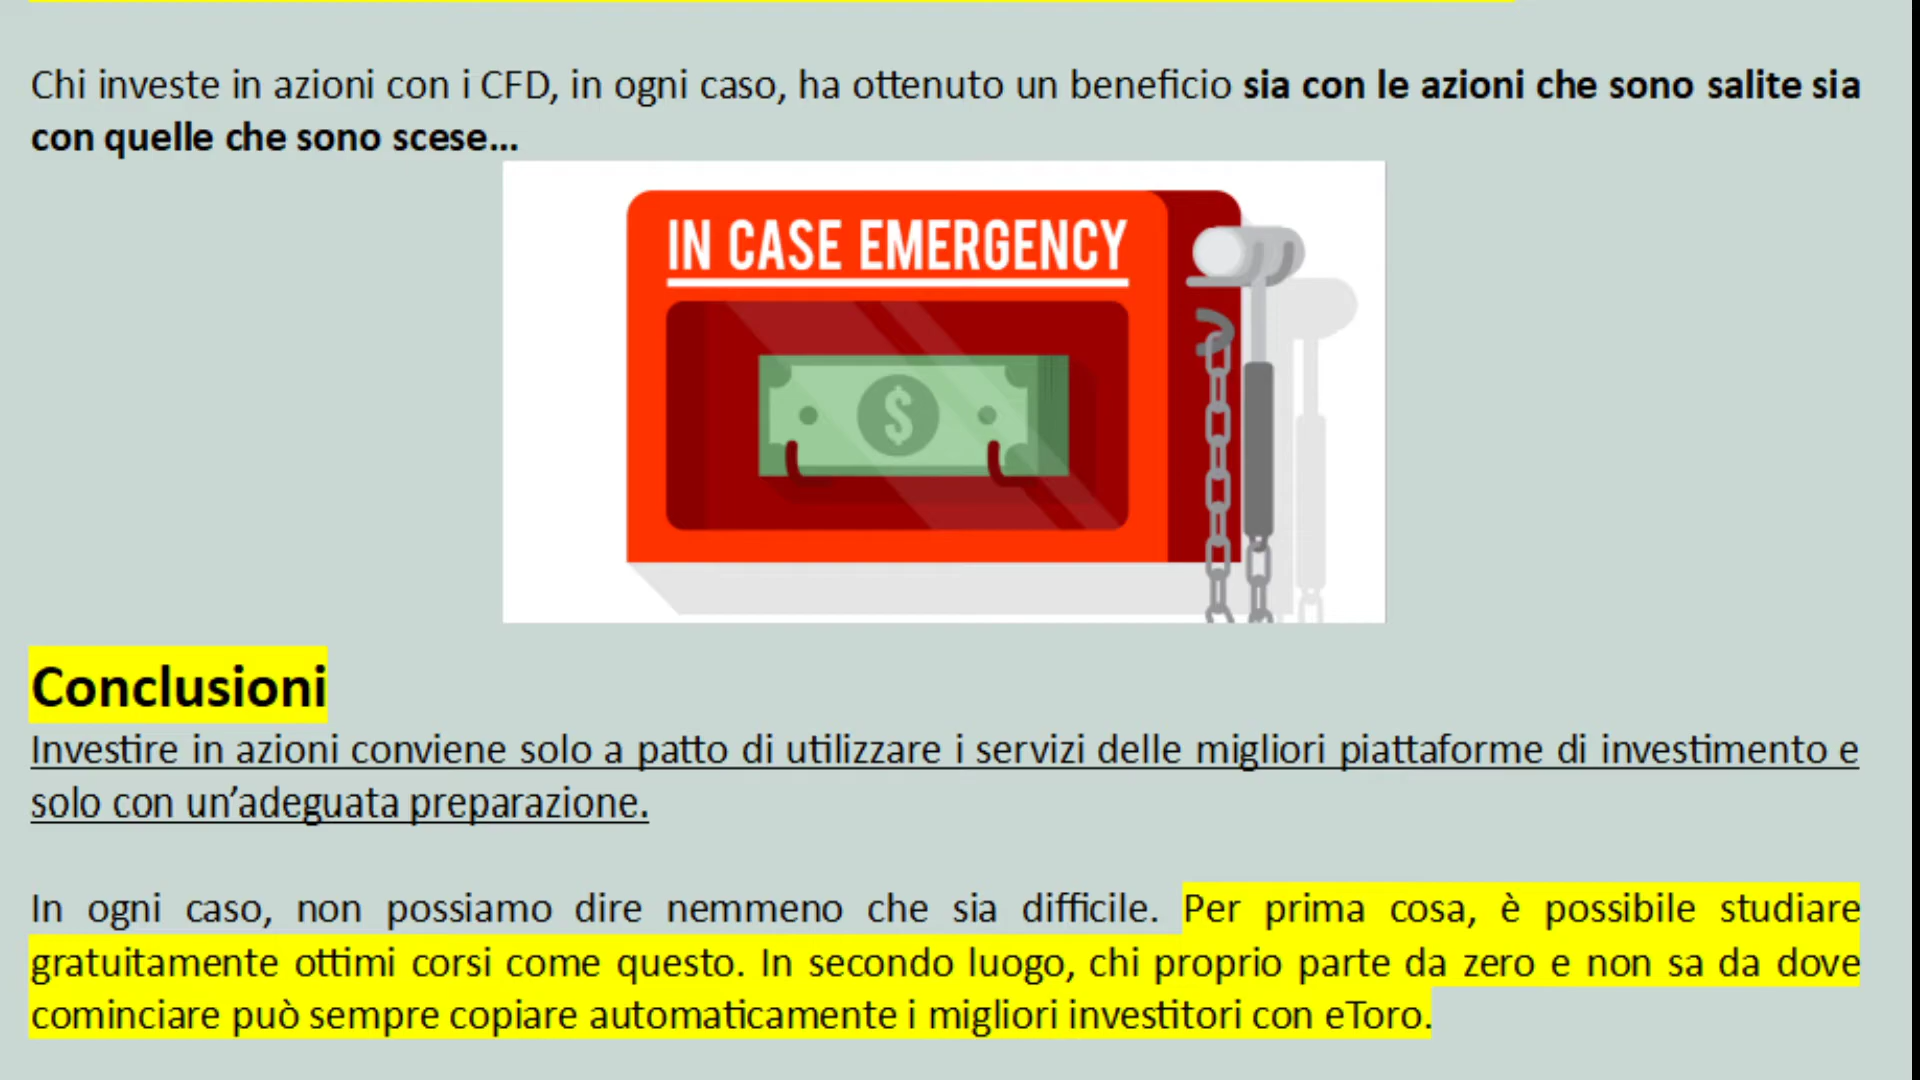 Chi investe in azioni con i CFD, in ogni caso, ha ottenuto un beneficio sia con le azioni che sono salite sia
con quelle che sono scese...
IN CASE EMERGENCY
$
Conclusioni
Investire in azioni conviene solo a patto di utilizzare i servizi delle migliori piattaforme di investimento e
solo con un’adeguata preparazione.
In ogni caso, non possiamo dire nemmeno che sia difficile. Per prima cosa, è possibile studiare
gratuitamente ottimi corsi come questo. In secondo luogo, chi proprio parte da zero e non sa da dove
cominciare può sempre copiare automaticamente i migliori investitori con eToro.